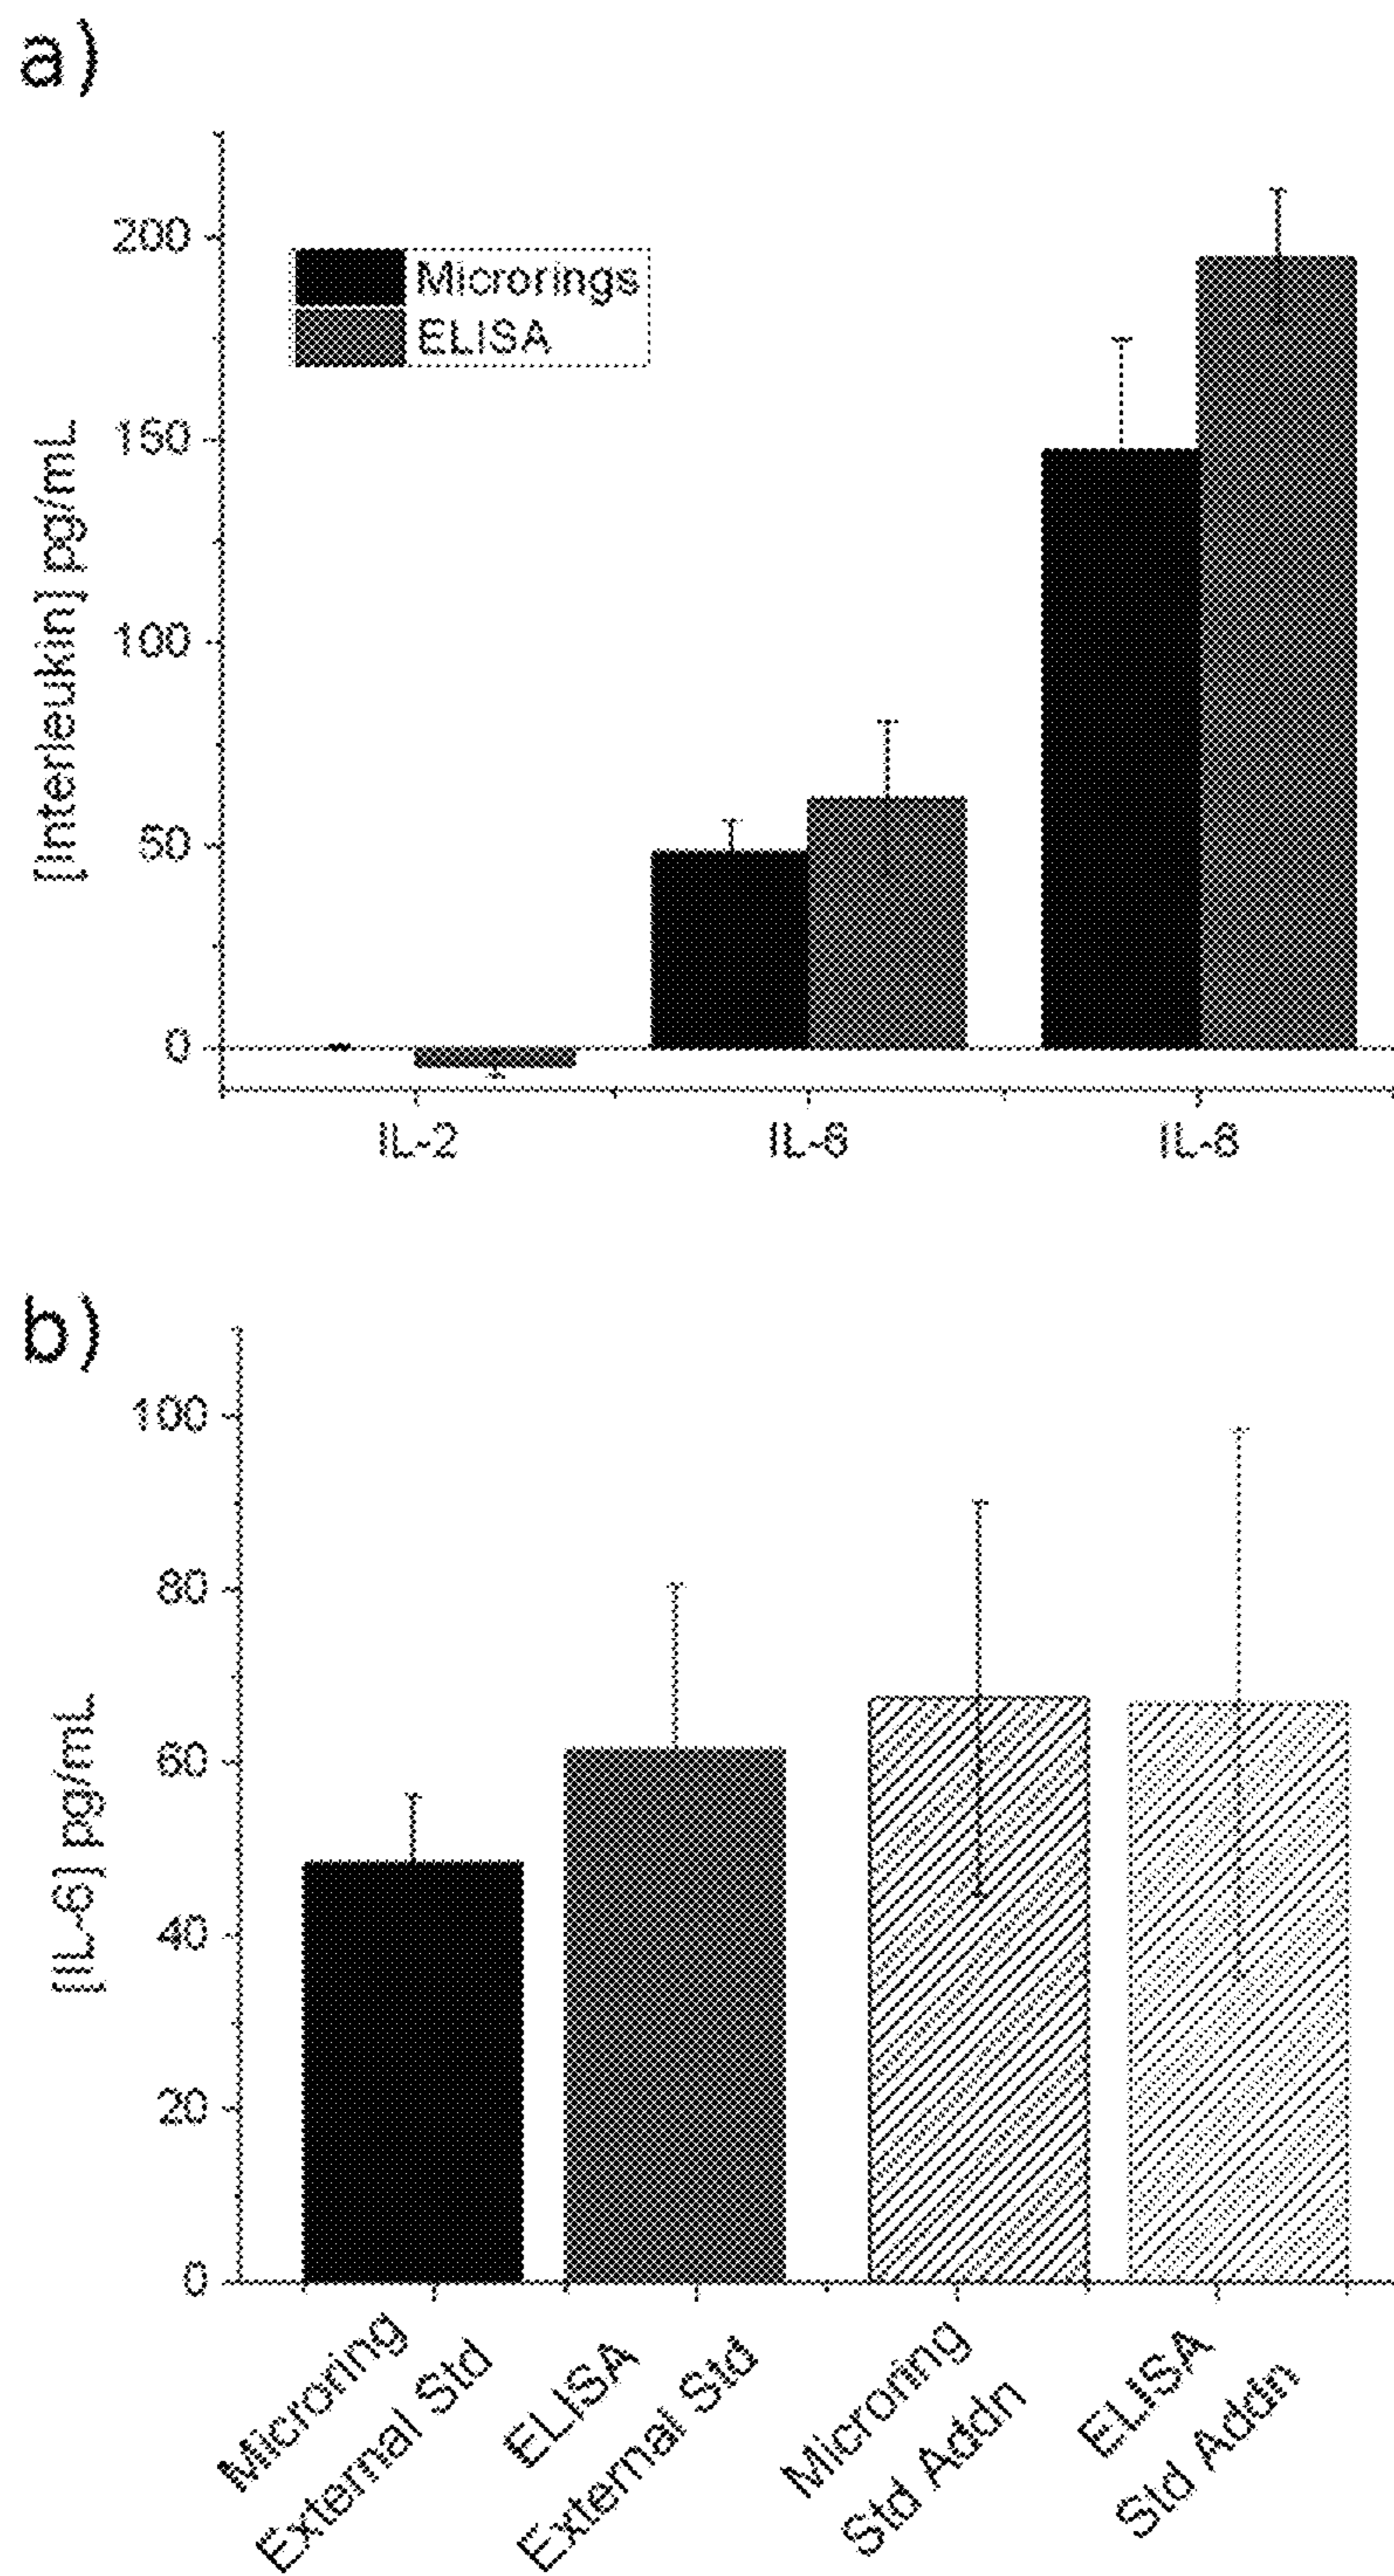 a)
200
150
100
50
0
[Interleukin] pg/mL
Microrings
ELISA
IL-2
IL-6
IL-8
b)
100
80
60
40
20
0
[IL-6] pg/mL
Microring
External Std
ELISA
External Std
Microring
Std Addn
ELISA
Std Addn